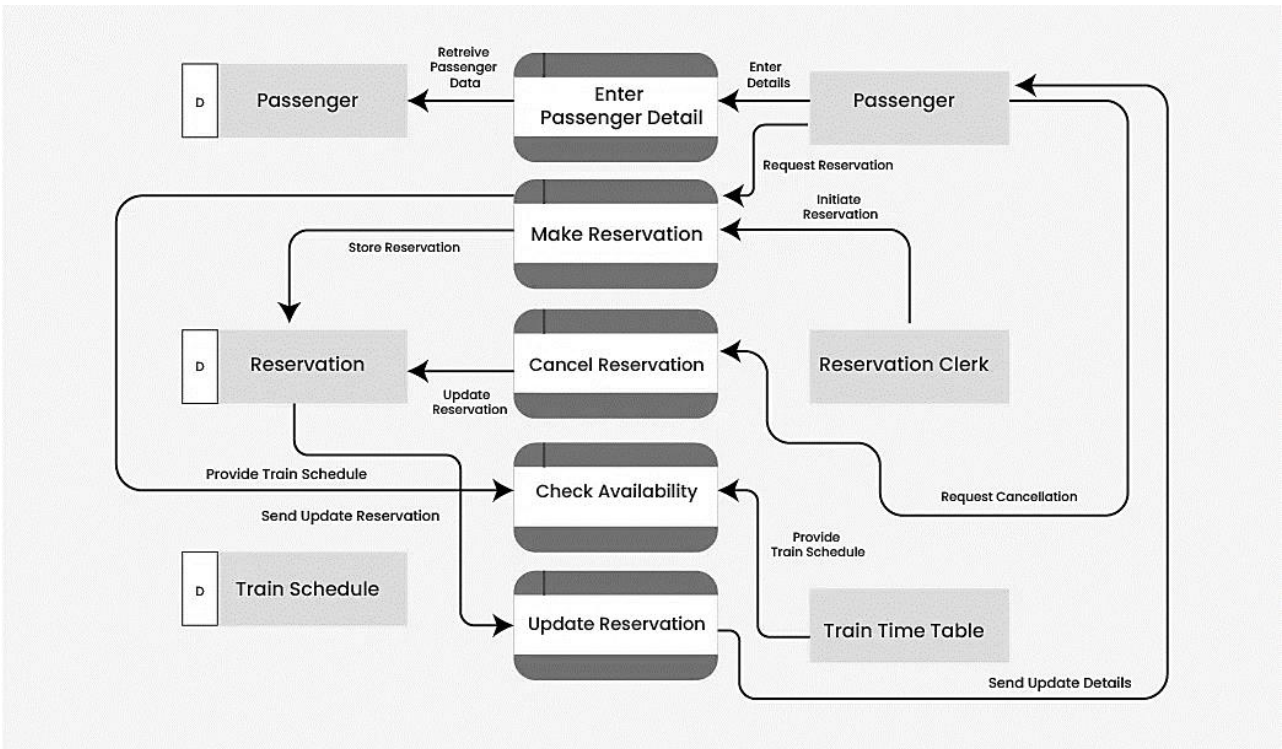 Retreive
Passenger
Data
Enter
Details
D
Passenger
Enter
Passenger Detail
Passenger
Request Reservation
Initiate
Reservation
Store Reservation
Make Reservation
D
Reservation
Cancel Reservation
Reservation Clerk
Update
Reservation
Provide Train Schedule
Check Availability
Request Cancellation
Send Update Reservation
Provide
Train Schedule
D
Train Schedule
Update Reservation
Train Time Table
Send Update Details